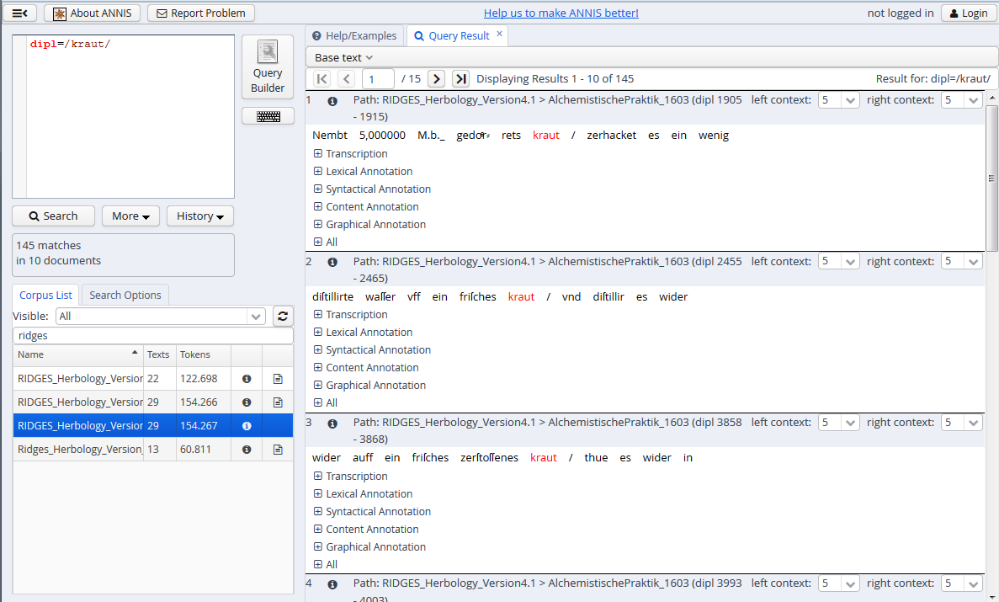 About ANNIS Report Problem Help us to make ANNIS better! not logged in Login
dipl=/kraut/
Query
Builder
Search More History
145 matches
in 10 documents
Corpus List Search Options
Visible: All
ridges
Name Texts Tokens
RIDGES_Herbology_Version 22 122.698
RIDGES_Herbology_Version 29 154.266
RIDGES_Herbology_Version 29 154.267
Ridges_Herbology_Version_ 13 60.811
Help/Examples Query Result
Base text
1 / 15 Displaying Results 1 - 10 of 145 Result for: dipl=/kraut/
1 Path: RIDGES_Herbology_Version4.1 > AlchemistischePraktik_1603 (dipl 1905 left context: 5 right context: 5
- 1915)
Nembt 5,000000 M.b._ rets kraut / zerhacket es ein wenig
Transcription
Lexical Annotation
Syntactical Annotation
Content Annotation
Graphical Annotation
All
2 Path: RIDGES_Herbology_Version4.1 > AlchemistischePraktik_1603 (dipl 2455 left context: 5 right context: 5
- 2465)
diſtillirte waſſer vff ein friſches kraut / vnd diſtillir es wider
Transcription
Lexical Annotation
Syntactical Annotation
Content Annotation
Graphical Annotation
All
3 Path: RIDGES_Herbology_Version4.1 > AlchemistischePraktik_1603 (dipl 3858 left context: 5 right context: 5
- 3868)
wider auff ein friſches zerſtoſſenes kraut / thue es wider in
Transcription
Lexical Annotation
Syntactical Annotation
Content Annotation
Graphical Annotation
All
4 Path: RIDGES_Herbology_Version4.1 > AlchemistischePraktik_1603 (dipl 3993 left context: 5 right context: 5
- 4003)